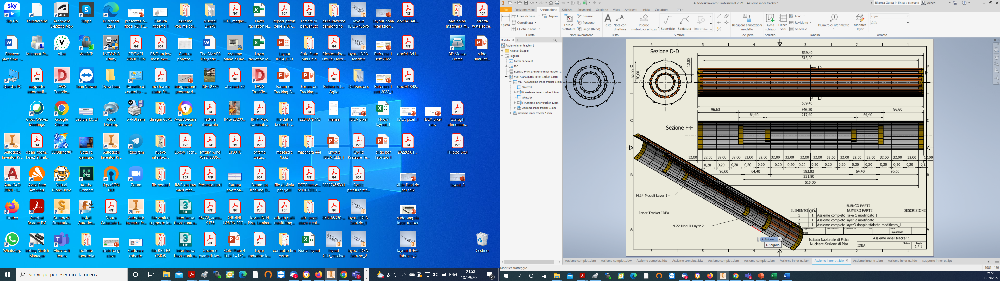 Sky Go
Thunderbird
Autodesk Desktop App
Skype
Microsoft Edge
presentazio... fbosi RD_FC...
Cattura roberto 1
assieme volume col...
disegni LN2P3
HTS_magne...
Layer radiation le...
report prova belle 2 07-...
Lettera di benvenuto
assicurazione camioncino...
layout IDEA-nuovo
Layout Zona Interazion...
doc041340...
particolari maschera m...
offerta watajet ce...
Rinnovo part-time -...
MicrosoftPr...
Vibe
WinSCP
LMTOOLS Utility
STYCAST 2850FT-EN
R&D on low mass mec...
Cattura polytec ...
The DMAPS Upgrade ...
Assieme piano di lav...
Layer radiation le...
Layout IDEA_CLD
Cold Plate Maurizio
RichiestaPre... Lav.va-Lavor...
layout IDEA-fabrizio
Referees 1 sett 2022
doc041341...
3D Mouse Home
slide simulati...
Questo PC
supporto intermedi...
DWG TrueVie...
TeamViewer
Download
Pannello di controllo - ...
mechanics status Pis...
integrazione presentazi...
IMG_2879
abstract-32
DWG TrueVie...
Forum on Tracking D...
Forum on Tracking ...
Richiesta_L... Agile
OldVersions
Referees 1 sett 2022_1
doc041342...
Cisco Webex Meetings
Google Chrome
Cattura M55J
A360 Desktop
X-PDFsam
disegni CEPC
Avast Secure Browser
fattura iberdrola
IMG-20200...
INFN Pisa, Laminati ...
file dati a bedeschi ...
F2204379773
marisa
IDEA pixel
Nuovi layout_1
IDEA pixel_1
IDEA pixel new
Consigli alimentari...
Autodesk Inventor Pr...
clean_room... fase2_9_trat...
CDBurnerXP
Cattura gennaro
Autodesk Inventor Pr...
Telegram
nuovo interfacc...
Epoxy-Tech...
fattura wind W2213335...
EP30TC
offerta wataj...
maschera 1332
maschera 444
Layout IDEA_CLD_1
Cyclic Pressure Te...
slide per Fabrizio 1
20220901_...
Filippo Bosi
AutoCAD 2020 - I...
Avast Free Antivirus
Virtual CloneDrive
Adobe Connect
OpenVPN GUI
Zoom
file venturi
R&D on low mass mec...
Presentation1
Cattura pocofoa...
Forum on Tracking D...
file di silvia per galli
DDTEmesso... & MORELLI ...
F2207456301
Cyclic pressure tes...
slide Fabrizio per talk
layout_3
Firefox
Acrobat Reader DC
Autodesk Simulatio...
Install Autodes...
Visura Catastale t...
Autodesk Inventor Pr...
file venturi supporto in...
Interfaccia flussi contra...
46772_signe... 9176
ORDINE LOSON FCC ...
loson INFN Pisa, Lamina...
offerta galli minifitting...
altri pezzi stave e col...
058365330-...
layout IDEA-fabrizio_1
slide singola Inner tracker
WhatsApp
Inkling Sketch Manager
Microsoft Teams
bollette iperdrola
slide long stave
Cattura x roberto
file BELLE2 CMOS
Interfaccia flussi contra...
Assieme piano di lav...
Cold Plate 4 Tubi T=15°...
Layer radiation le...
contratto tim vision
Nuovi layout
layout CLD_vecchio
layout IDEA-fabrizio_2
layout IDEA-fabrizio_3
Cestino
Scrivi qui per eseguire la ricerca
24°C
ENG
21:58
13/09/2022
Autodesk Inventor Professional 2021 Assieme inner tracker 1
Ricerca Guida in linea e comand
Accedi
File Posiziona viste Annotazione Schizzo Strumenti Gestione Vista Ambienti Inizia Collabora
Quota
Linea di base
Disponi
Coordinata
Quota in serie
Quota
Foro e filettatura
Smusso
Punzone
Piega (Bend)
Note lavorazione
Testo
Nota con direttrice
Testo
Inserisci simbolo di schizzo
Superficie
Saldatura
Importa...
Simboli
Recupera annotazioni modello
Recupera
Avvia schizzo
Schizzo
Elenco parti
Foro
Revisione
Generale
Numero di riferimento
Tabella
Modifica layer
Layer
Stile
Formato
Modello
Assieme inner tracker 1
Risorse disegno
Foglio:1
Bordo di default
ISO
ELENCO PARTI:Assieme inner tracker 1.
VISTA1:Assieme inner tracker 1.iam
VISTA2:Assieme inner tracker 1.iam
Sketch4
D:Assieme inner tracker 1.iam
Sketch5
F:Assieme inner tracker 1.iam
Assieme inner tracker 1.iam
Assieme inner tracker 1.iam
6 5 4 3 2 1
Sezione D-D
539,40
515,00
12,00
32,00
20,00
D
D
F
539,40
96,60 346,20 96,60
64,40 217,40 64,40
Sezione F-F
12,00 32,00 32,00 32,00 32,00 32,00 32,00 32,00 32,00 32,00 32,00 32,00 32,00 32,00 32,00 32,00 32,00 12,00
0,20 0,20 0,20 0,20 0,20 0,20 0,20 0,20 0,20 0,20 0,20 0,20 0,20 0,20 0,20 0,20 0,20
96,60 64,40 193,00 64,40 96,60
321,80
515,00
N.14 Moduli Layer 1
Inner Tracker IDEA
N.22 Moduli Layer 2
ELENCO PARTI
ELEMENTO QTÀ NUMERO PARTE DESCRIZIONE
1 1 Assieme completo layer1 modificato 1
2 1 Assieme completo layer 2 modificato
3 1 Assieme completo layer3 doppio sfalsato modificato_1
11/09/2022
Istituto Nazionale di Fisica Nucleare-Sezione di Pisa
Assieme inner tracker 1
IDEA
Edizione
Foglio
1 / 1
1. Spigolo
1. Spigolo
6 5 4 3 2 1
Assieme complet...iam Assieme complet...idw Assieme complet...idw Assieme complet...idw Assieme complet...iam Assieme complet...iam Assieme inner tr...iam Assieme inner tr...idw Assieme Inner tr...iam Assieme Inner tr...idw supporto inner tr...ipt
Modifica tratteggio
1081 130
21:58
13/09/2022